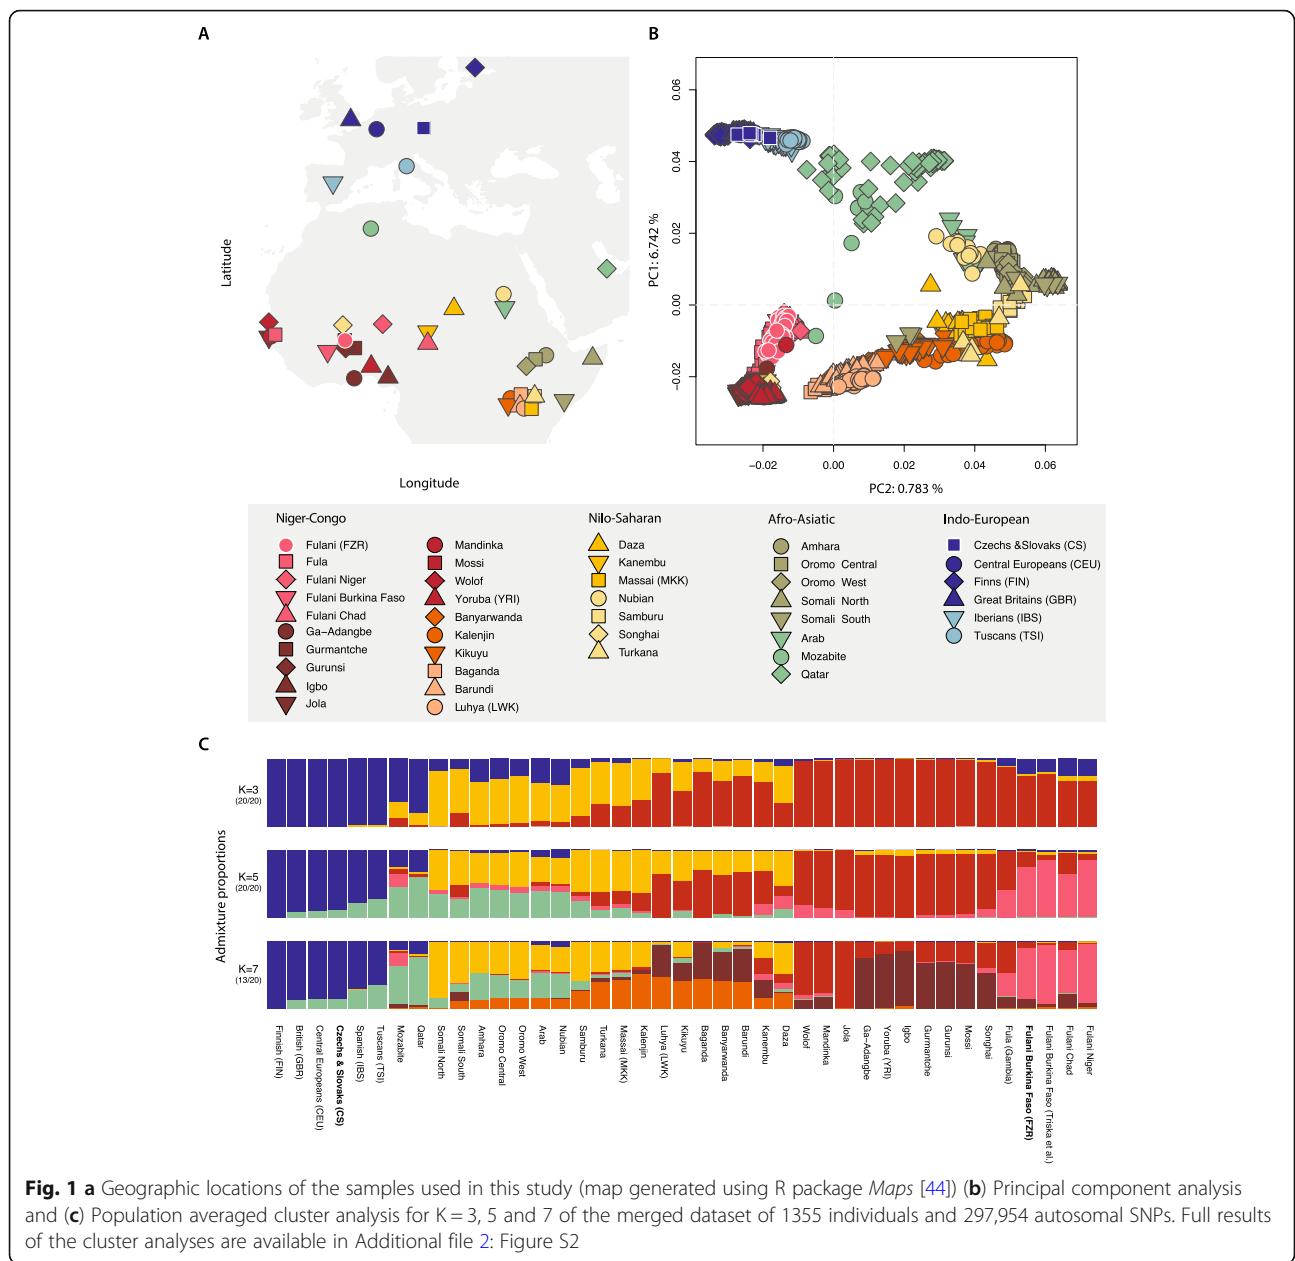 A
B
Latitude
Longitude
PC1: 6.742 %
0.06
0.04
0.02
0.00
−0.02
−0.02
0.00
0.02
0.04
0.06
PC2: 0.783 %
Niger-Congo
Fulani (FZR)
Fula
Fulani Niger
Fulani Burkina Faso
Fulani Chad
Ga−Adangbe
Gurmantche
Gurunsi
Igbo
Jola
Mandinka
Mossi
Wolof
Yoruba (YRI)
Banyarwanda
Kalenjin
Kikuyu
Baganda
Barundi
Luhya (LWK)
Nilo-Saharan
Daza
Kanembu
Massai (MKK)
Nubian
Samburu
Songhai
Turkana
Afro-Asiatic
Amhara
Oromo Central
Oromo West
Somali North
Somali South
Arab
Mozabite
Qatar
Indo-European
Czechs &Slovaks (CS)
Central Europeans (CEU)
Finns (FIN)
Great Britains (GBR)
Iberians (IBS)
Tuscans (TSI)
C
Admixture proportions
K=3
(20/20)
K=5
(20/20)
K=7
(13/20)
Finnish (FIN)
British (GBR)
Central Europeans (CEU)
Czechs & Slovaks (CS)
Spanish (IBS)
Tuscans (TSI)
Mozabite
Qatar
Somali North
Somali South
Amhara
Oromo Central
Oromo West
Arab
Nubian
Samburu
Turkana
Massai (MKK)
Kalenjin
Luhya (LWK)
Kikuyu
Baganda
Banyarwanda
Barundi
Kanembu
Daza
Wolof
Mandinka
Jola
Ga−Adangbe
Yoruba (YRI)
Igbo
Gurmantche
Gurunsi
Mossi
Songhai
Fula (Gambia)
Fulani Burkina Faso (FZR)
Fulani Burkina Faso (Triska et al.)
Fulani Chad
Fulani Niger
Fig. 1 a Geographic locations of the samples used in this study (map generated using R package Maps [44]) (b) Principal component analysis
and (c) Population averaged cluster analysis for K = 3, 5 and 7 of the merged dataset of 1355 individuals and 297,954 autosomal SNPs. Full results
of the cluster analyses are available in Additional file 2: Figure S2